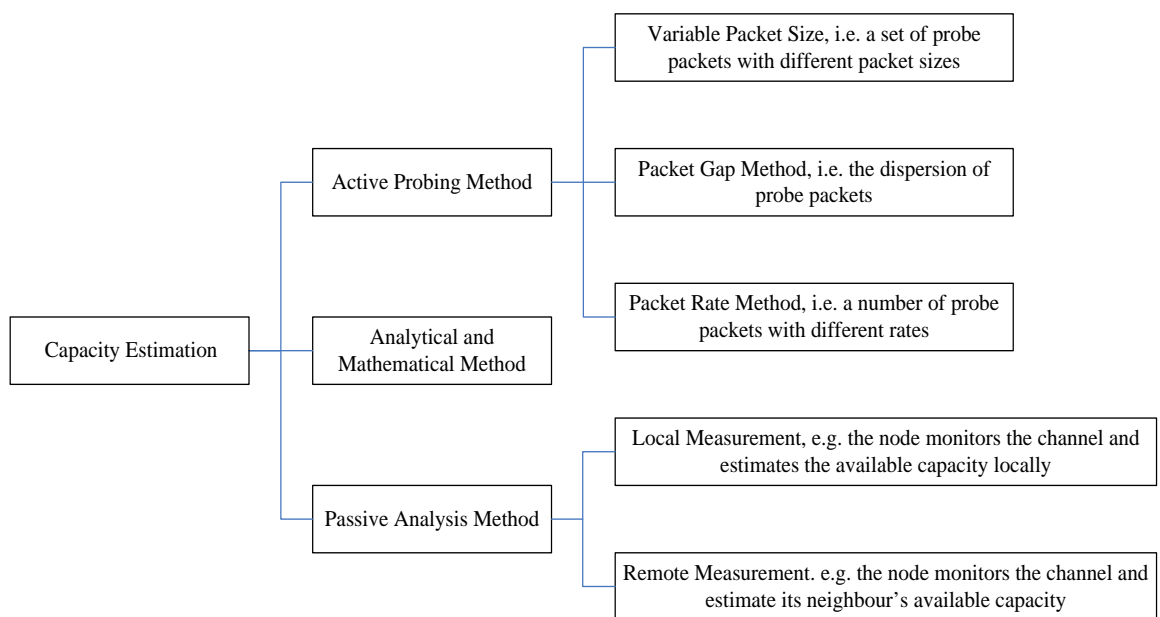 Variable Packet Size, i.e. a set of probe
packets with different packet sizes
Active Probing Method
Packet Gap Method, i.e. the dispersion of
probe packets
Packet Rate Method, i.e. a number of probe
packets with different rates
Capacity Estimation
Analytical and
Mathematical Method
Local Measurement, e.g. the node monitors the channel and
estimates the available capacity locally
Passive Analysis Method
Remote Measurement. e.g. the node monitors the channel and
estimate its neighbour's available capacity